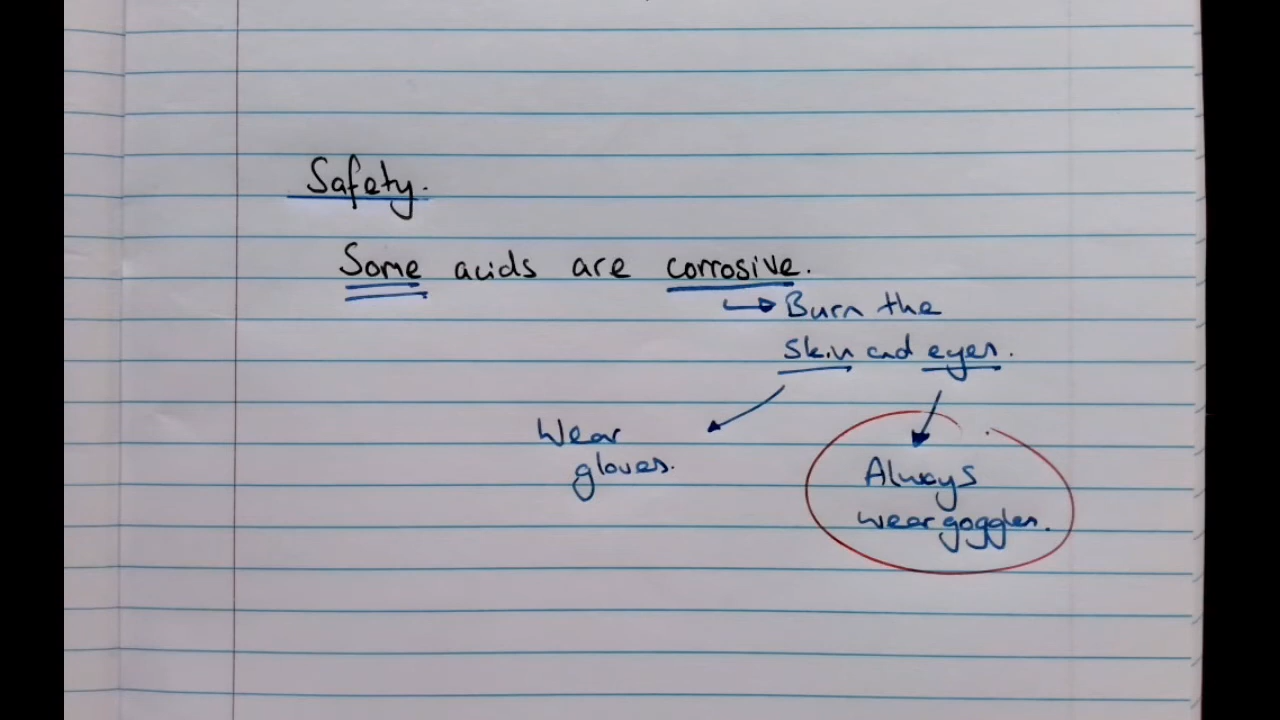 Safety.
Some acids are corrosive.
Burn the
skin and eyes.
Wear
gloves.
Always
wear goggles.